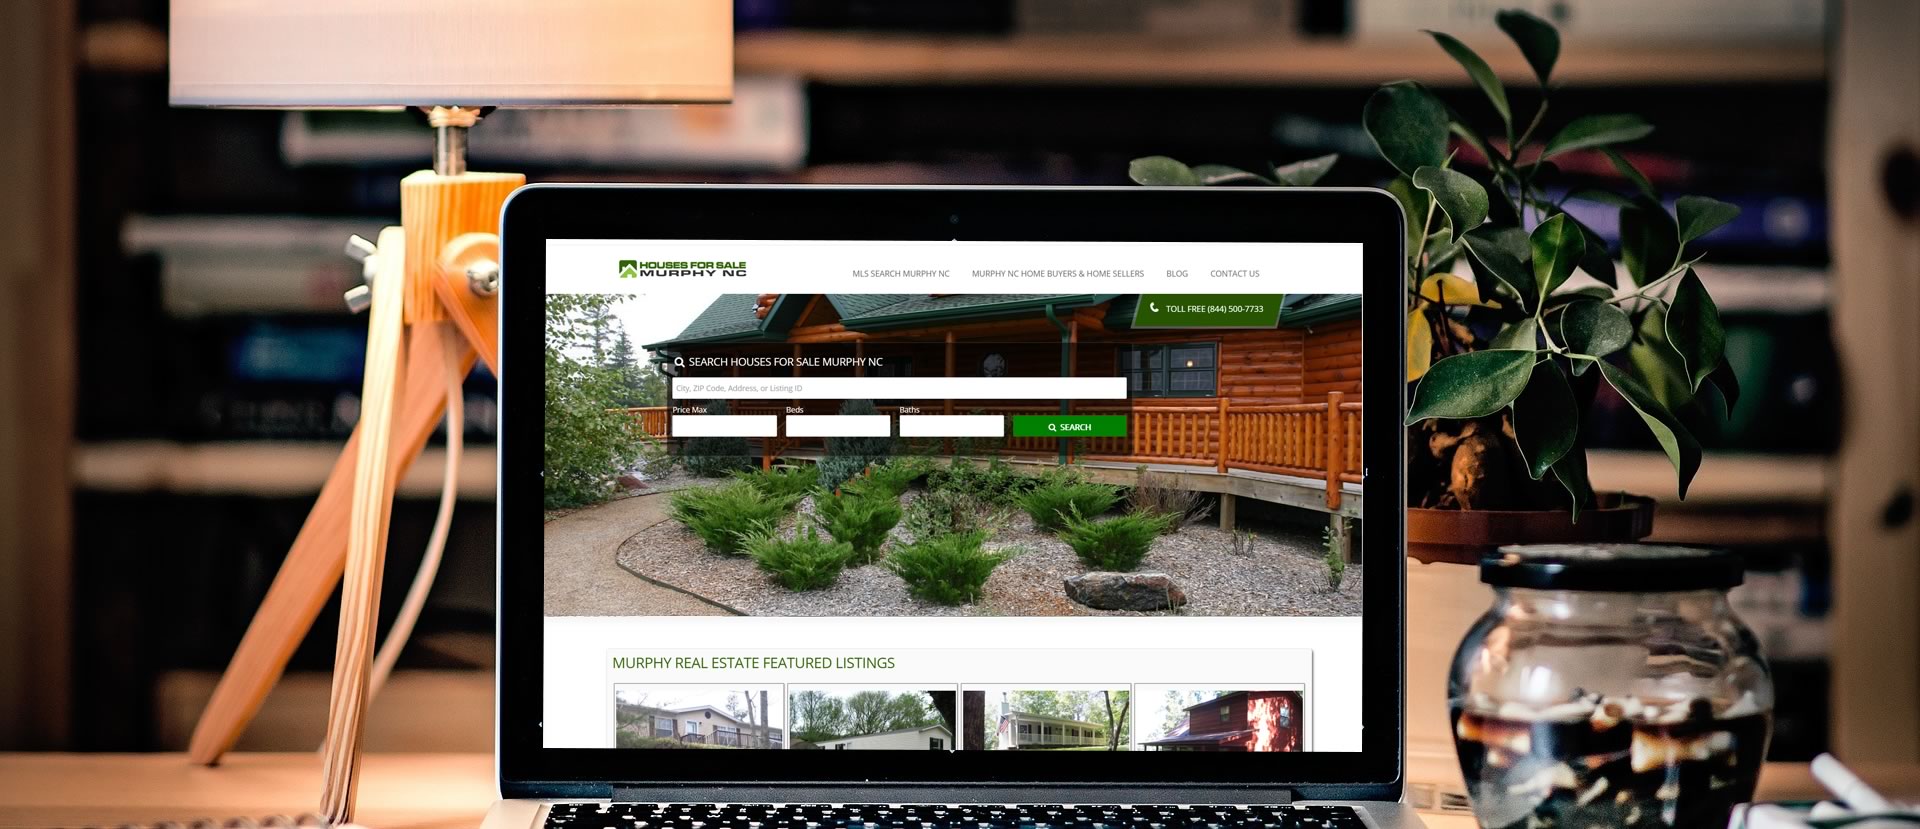 HOUSES FOR SALE
MURPHY NC
MLS SEARCH MURPHY NC
MURPHY NC HOME BUYERS & HOME SELLERS
BLOG
CONTACT US
TOLL FREE (844) 500-7733
SEARCH HOUSES FOR SALE MURPHY NC
City, ZIP Code, Address, or Listing ID
Price Max
Beds
Baths
SEARCH
MURPHY REAL ESTATE FEATURED LISTINGS